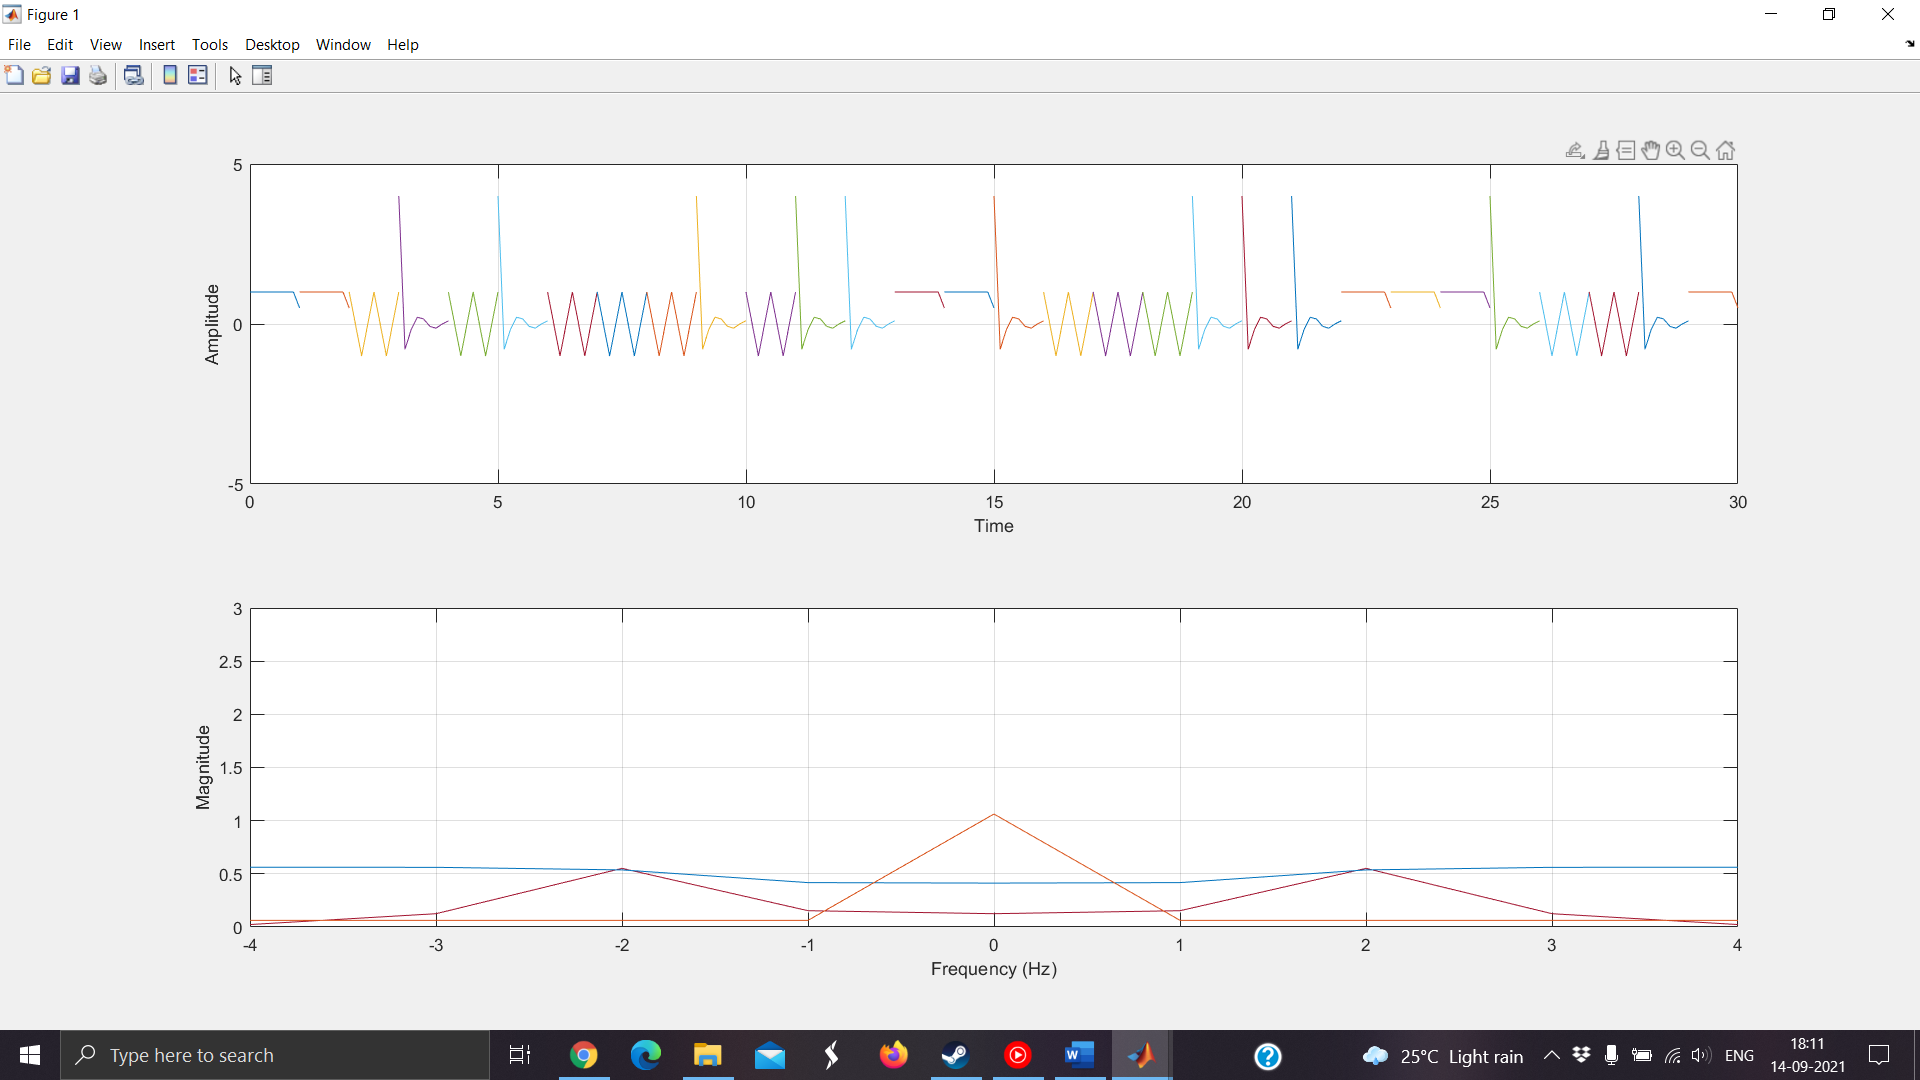 Figure 1
File Edit View Insert Tools Desktop Window Help
5
0
-5
Amplitude
0 5 10 15 20 25 30
Time
3
2.5
2
1.5
1
0.5
0
Magnitude
-4 -3 -2 -1 0 1 2 3 4
Frequency (Hz)
Type here to search
25°C Light rain
ENG
18:11
14-09-2021